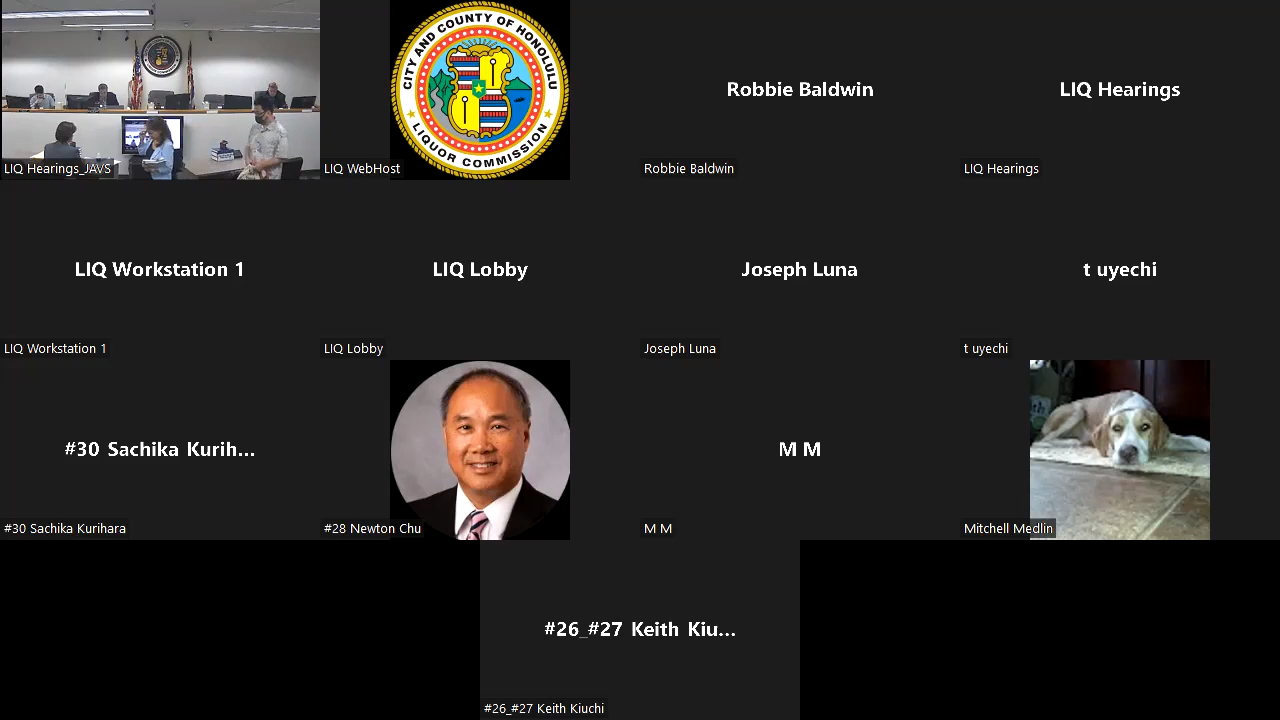 LIQ Hearings_JAVS
CITY AND COUNTY OF HONOLULU
LIQUOR COMMISSION
LIQ WebHost
Robbie Baldwin
Robbie Baldwin
LIQ Hearings
LIQ Hearings
LIQ Workstation 1
LIQ Workstation 1
LIQ Lobby
LIQ Lobby
Joseph Luna
Joseph Luna
t uyechi
t uyechi
#30 Sachika Kurih...
#30 Sachika Kurihara
#28 Newton Chu
M M
M M
Mitchell Medlin
#26_#27 Keith Kiu...
#26_#27 Keith Kiuchi